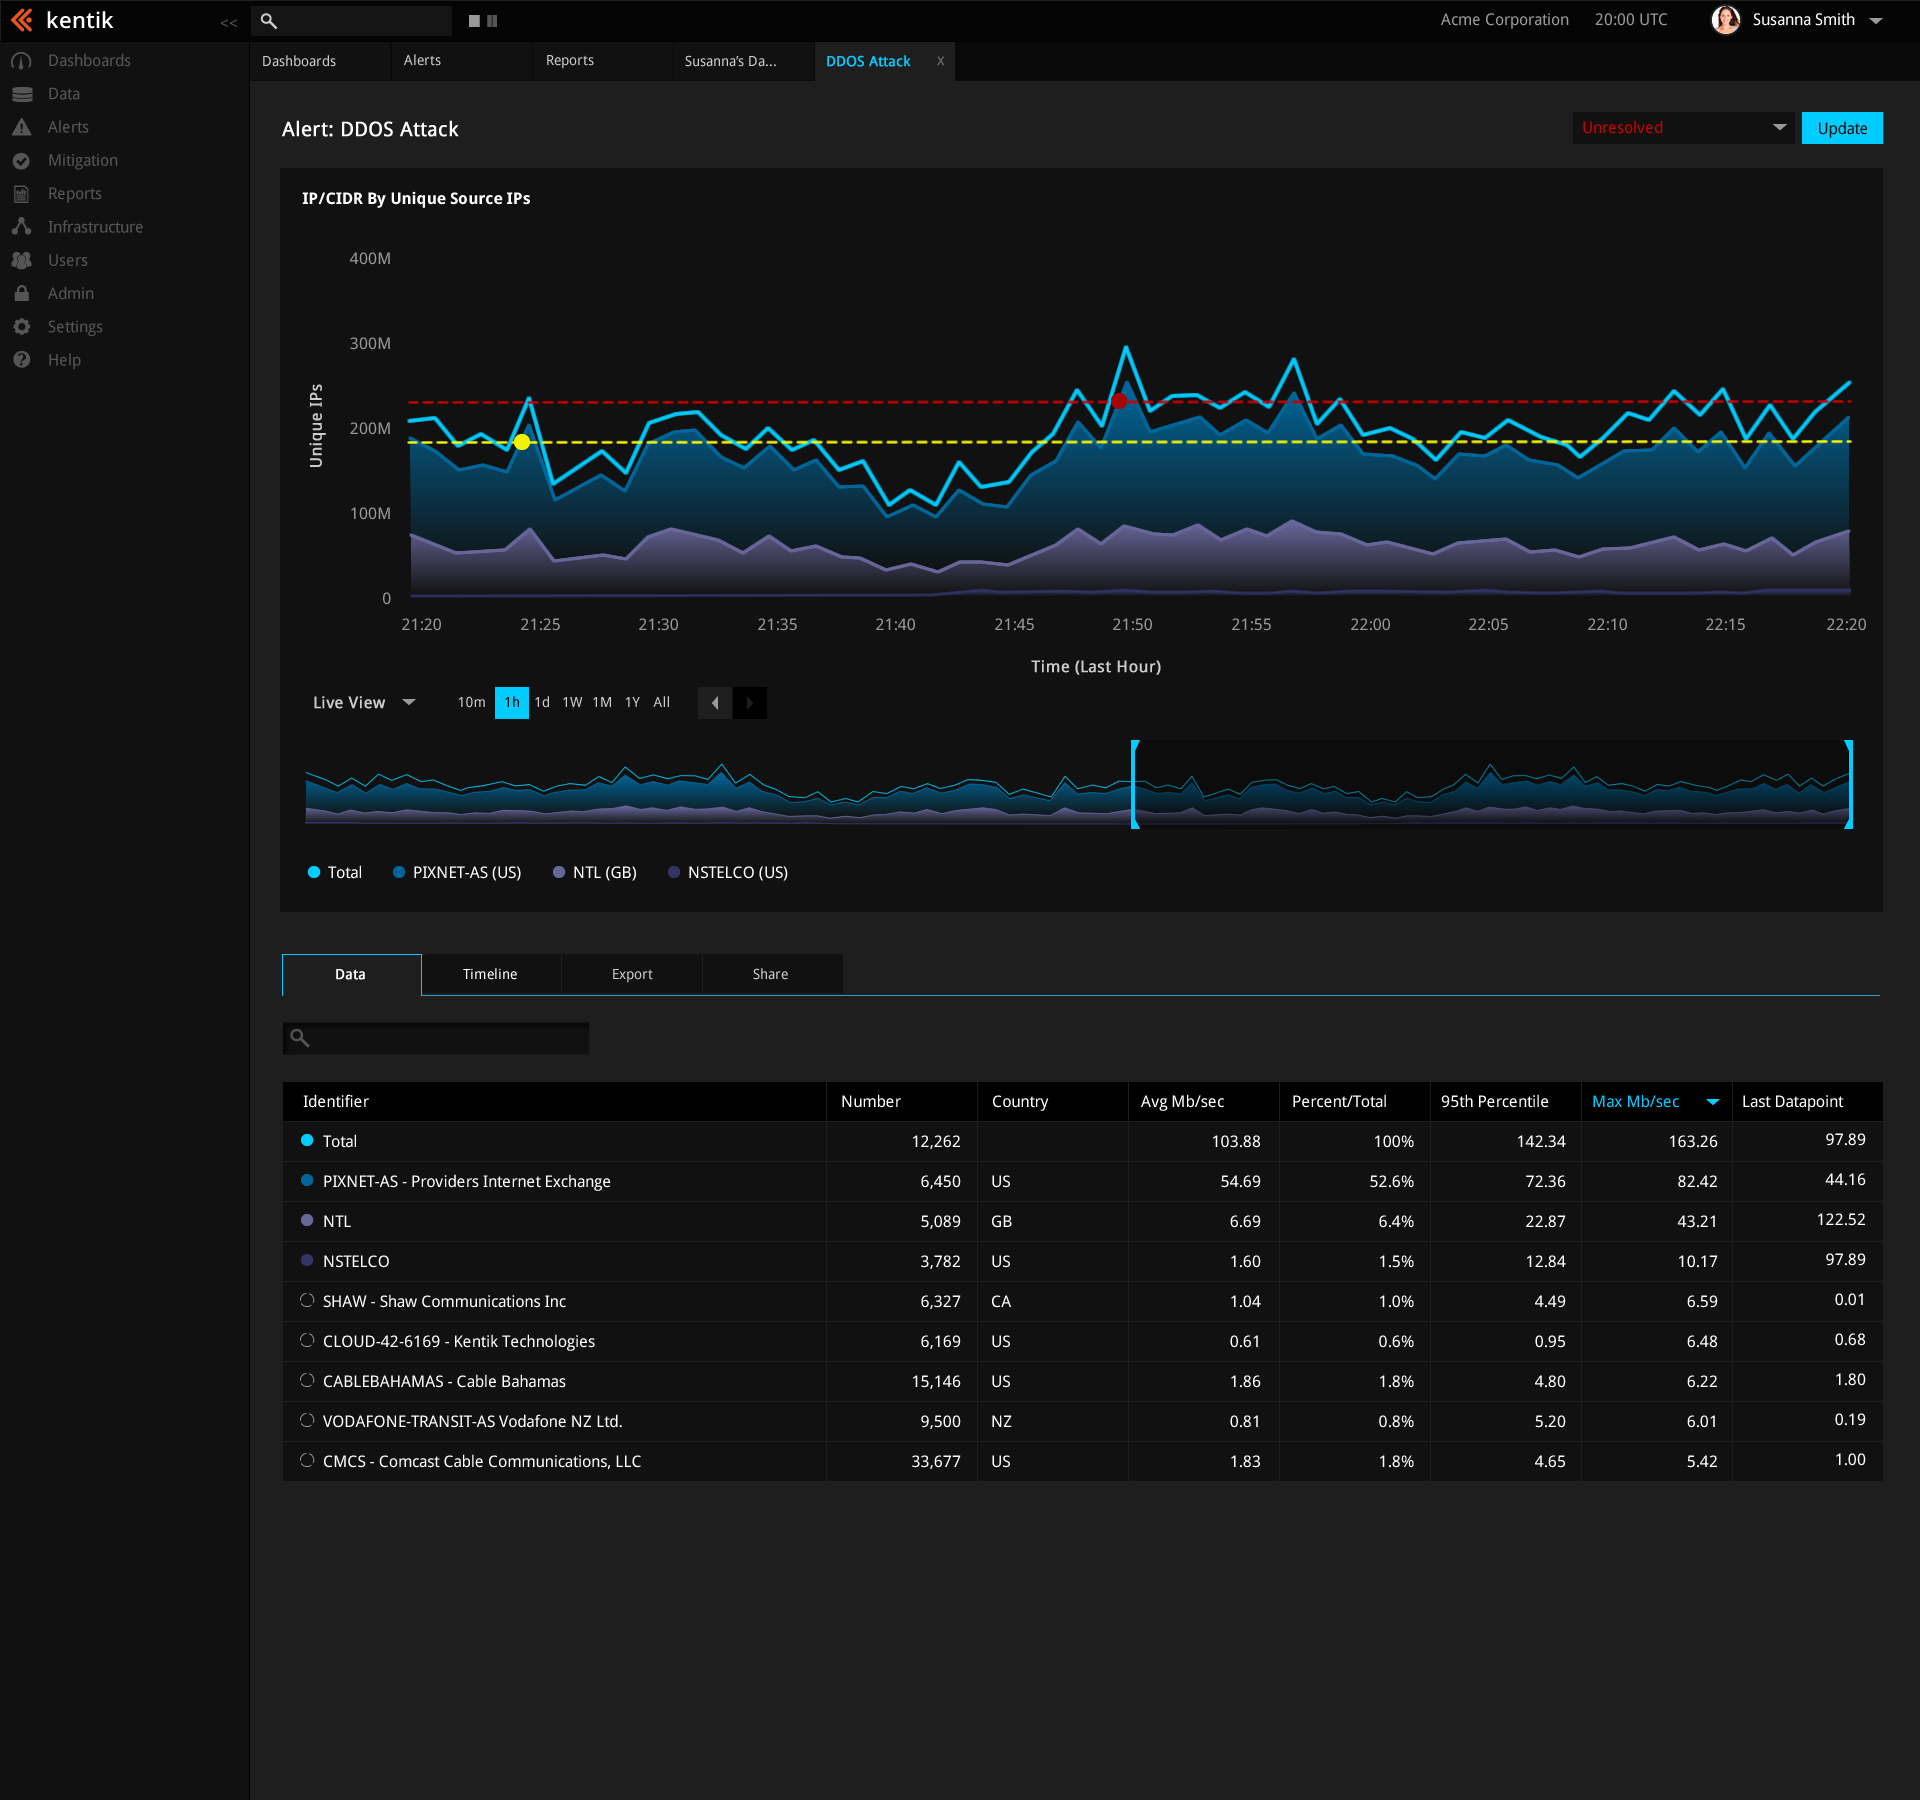 kentik
<<
Acme Corporation 20:00 UTC Susanna Smith
Dashboards
Data
Alerts
Mitigation
Reports
Infrastructure
Users
Admin
Settings
Help
Dashboards Alerts Reports Susanna’s Da... DDOS Attack X
Alert: DDOS Attack
Unresolved Update
IP/CIDR By Unique Source IPs
400M
300M
200M
100M
0
Unique IPs
21:20 21:25 21:30 21:35 21:40 21:45 21:50 21:55 22:00 22:05 22:10 22:15 22:20
Time (Last Hour)
Live View 10m 1h 1d 1W 1M 1Y All
Total PIXNET-AS (US) NTL (GB) NSTELCO (US)
Data Timeline Export Share
Identifier Number Country Avg Mb/sec Percent/Total 95th Percentile Max Mb/sec Last Datapoint
Total 12,262 103.88 100% 142.34 163.26 97.89
PIXNET-AS - Providers Internet Exchange 6,450 US 54.69 52.6% 72.36 82.42 44.16
NTL 5,089 GB 6.69 6.4% 22.87 43.21 122.52
NSTELCO 3,782 US 1.60 1.5% 12.84 10.17 97.89
SHAW - Shaw Communications Inc 6,327 CA 1.04 1.0% 4.49 6.59 0.01
CLOUD-42-6169 - Kentik Technologies 6,169 US 0.61 0.6% 0.95 6.48 0.68
CABLEBAHAMAS - Cable Bahamas 15,146 US 1.86 1.8% 4.80 6.22 1.80
VODAFONE-TRANSIT-AS Vodafone NZ Ltd. 9,500 NZ 0.81 0.8% 5.20 6.01 0.19
CMCS - Comcast Cable Communications, LLC 33,677 US 1.83 1.8% 4.65 5.42 1.00